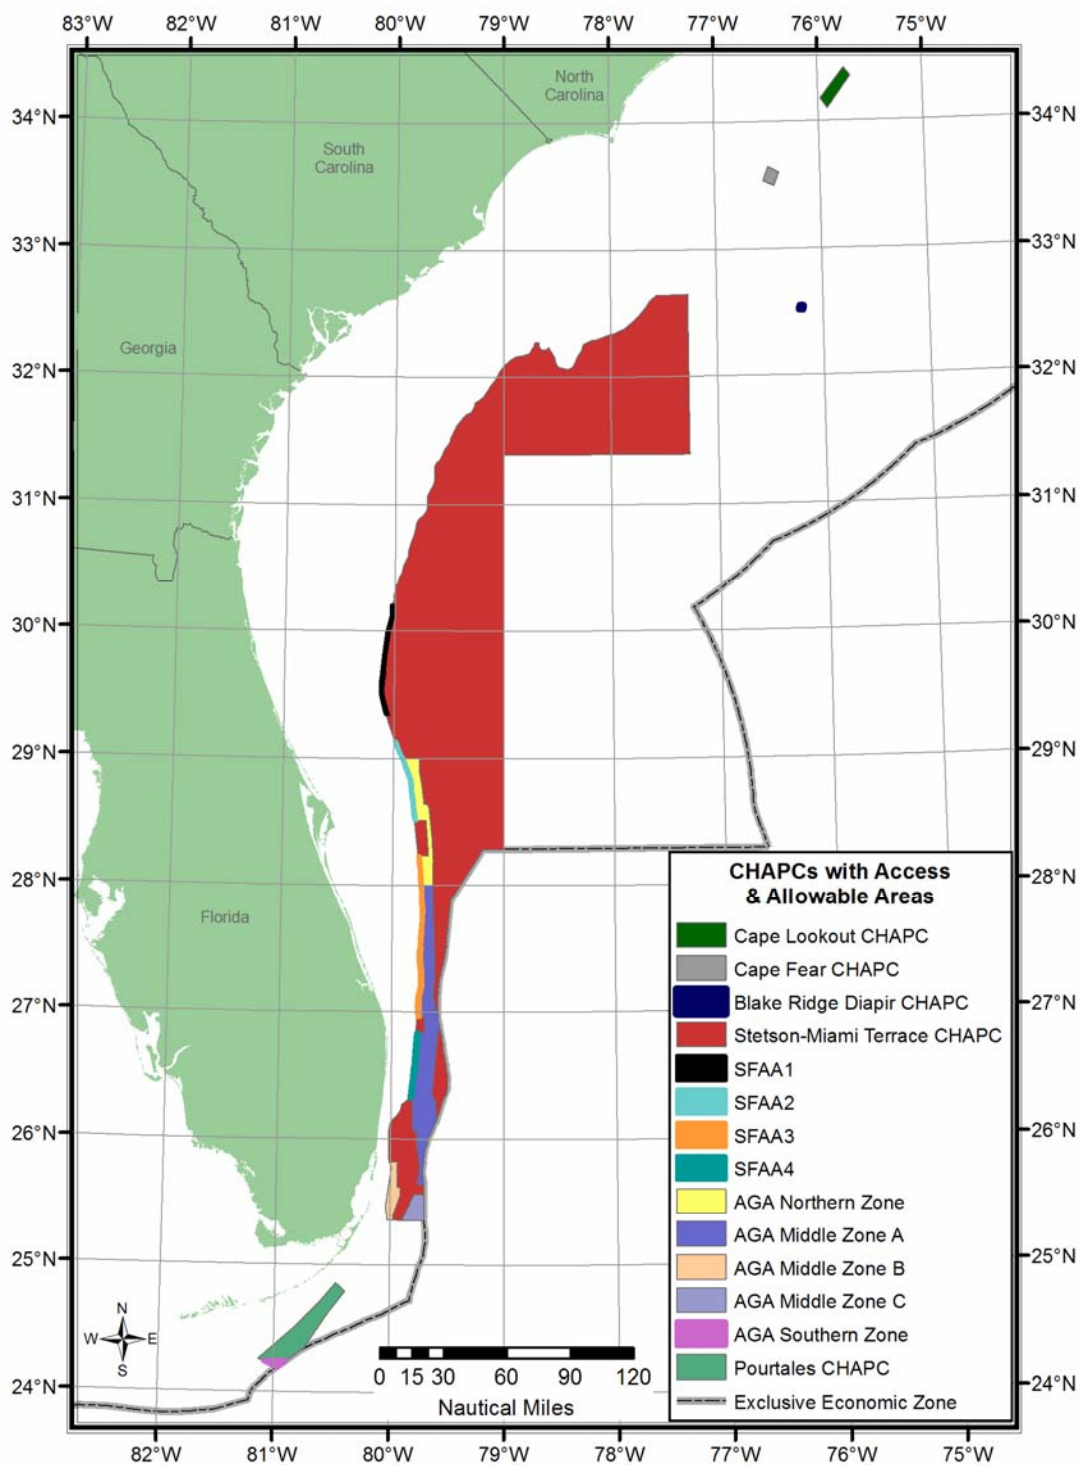 83°W 82°W 81°W 80°W 79°W 78°W 77°W 76°W 75°W
North
Carolina
34°N 34°N
South
Carolina
33°N 33°N
Georgia
32°N 32°N
31°N 31°N
30°N 30°N
29°N 29°N
28°N 28°N
Florida
27°N 27°N
26°N 26°N
25°N 25°N
24°N 24°N
CHAPCs with Access
& Allowable Areas
Cape Lookout CHAPC
Cape Fear CHAPC
Blake Ridge Diapir CHAPC
Stetson-Miami Terrace CHAPC
SFAA1
SFAA2
SFAA3
SFAA4
AGA Northern Zone
AGA Middle Zone A
AGA Middle Zone B
AGA Middle Zone C
AGA Southern Zone
Pourtales CHAPC
Exclusive Economic Zone
N
W E
S
0 15 30 60 90 120
Nautical Miles
82°W 81°W 80°W 79°W 78°W 77°W 76°W 75°W